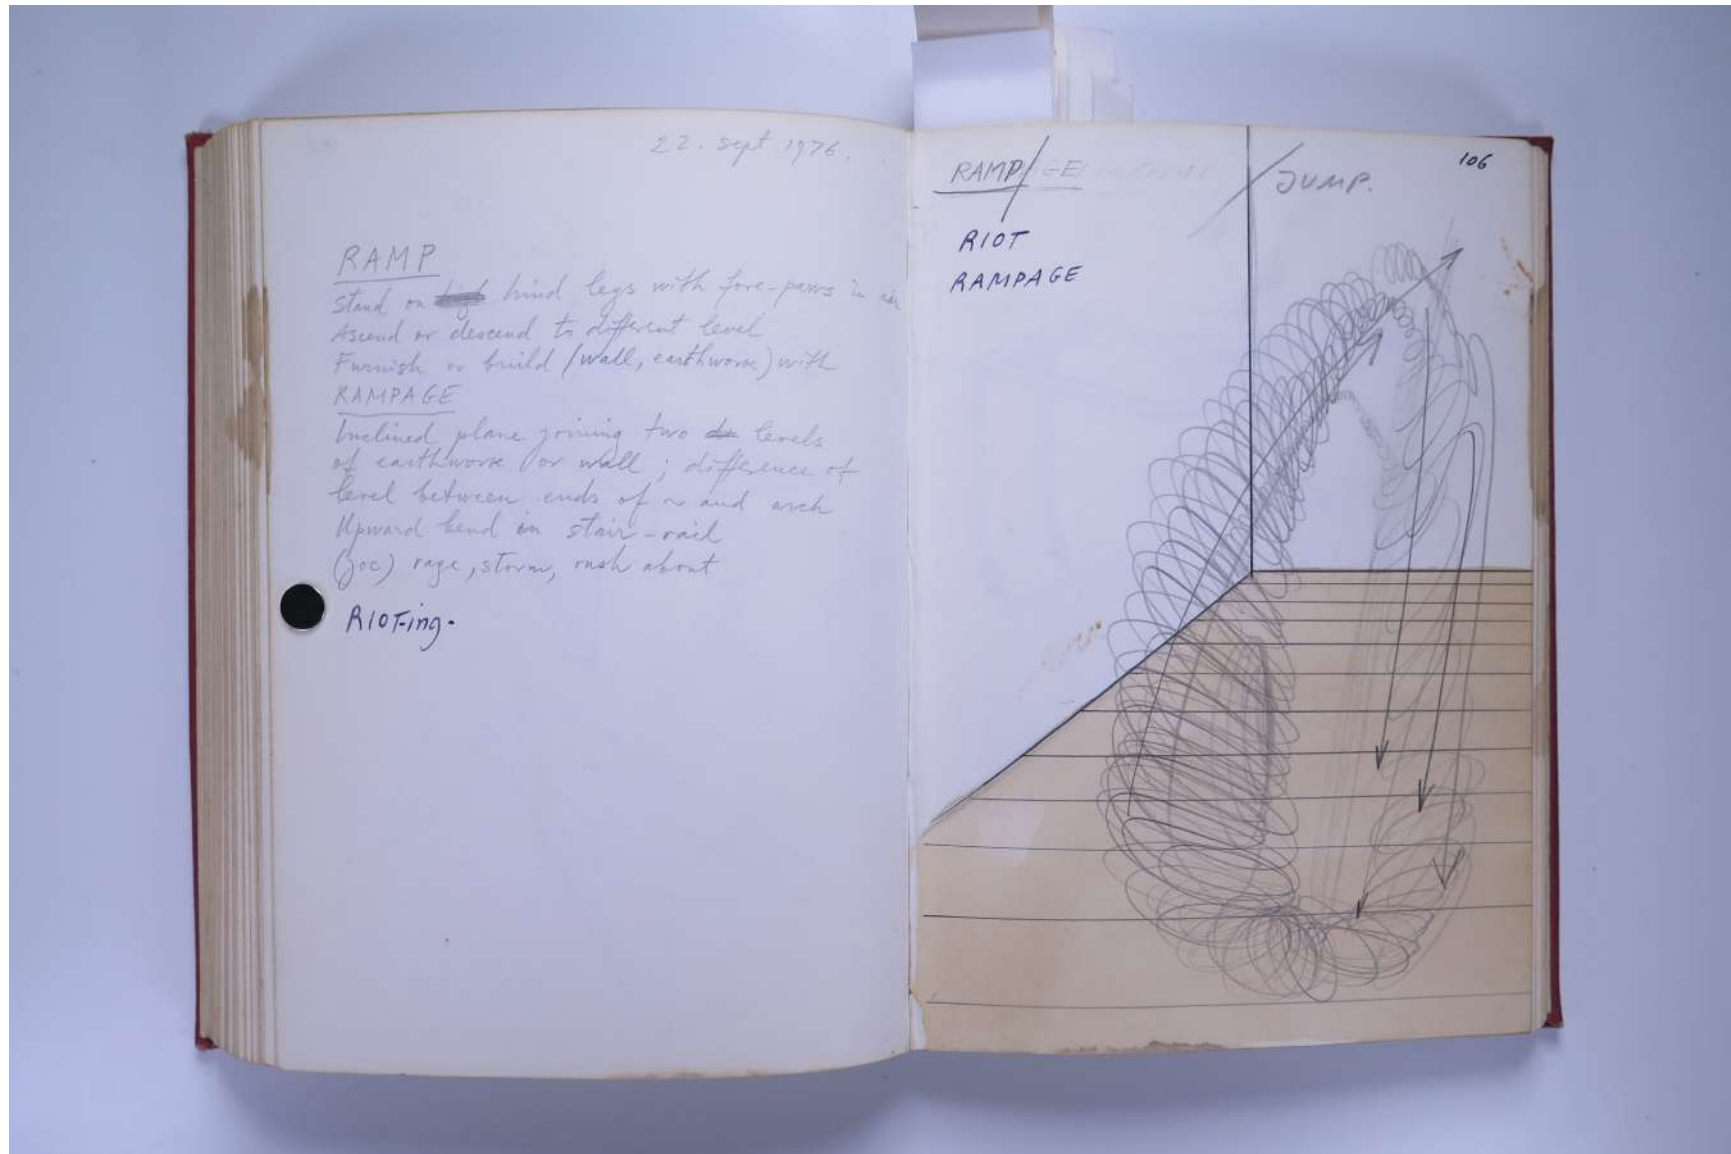 22. sept. 1976.
RAMP
Stand on hind legs with fore-paws in air
Ascend or descend to different level
Furnish or build (wall, earthwork) with
RAMPAGE
Inclined plane joining two levels
of earthwork or wall ; difference of
level between ends of ~ and arch
Upward bend in stair-rail
(joc) rage, storm, rush about
RIOT-ing.
RAMP/GE
RIOT
RAMPAGE
/ JUMP.
106